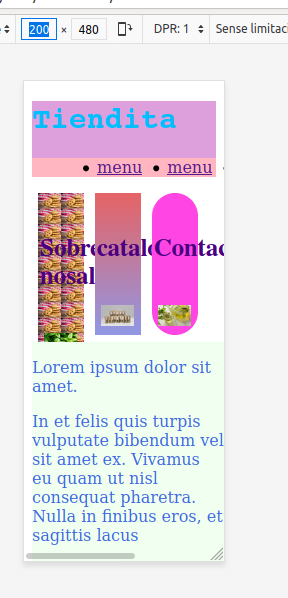 200 × 480 DPR: 1 Sense limitaci
Tiendita
• menu • menu
Sobre catalo Contac
nosal
Lorem ipsum dolor sit
amet.
In et felis quis turpis
vulputate bibendum vel
sit amet ex. Vivamus
eu quam ut nisl
consequat pharetra.
Nulla in finibus eros, et
sagittis lacus